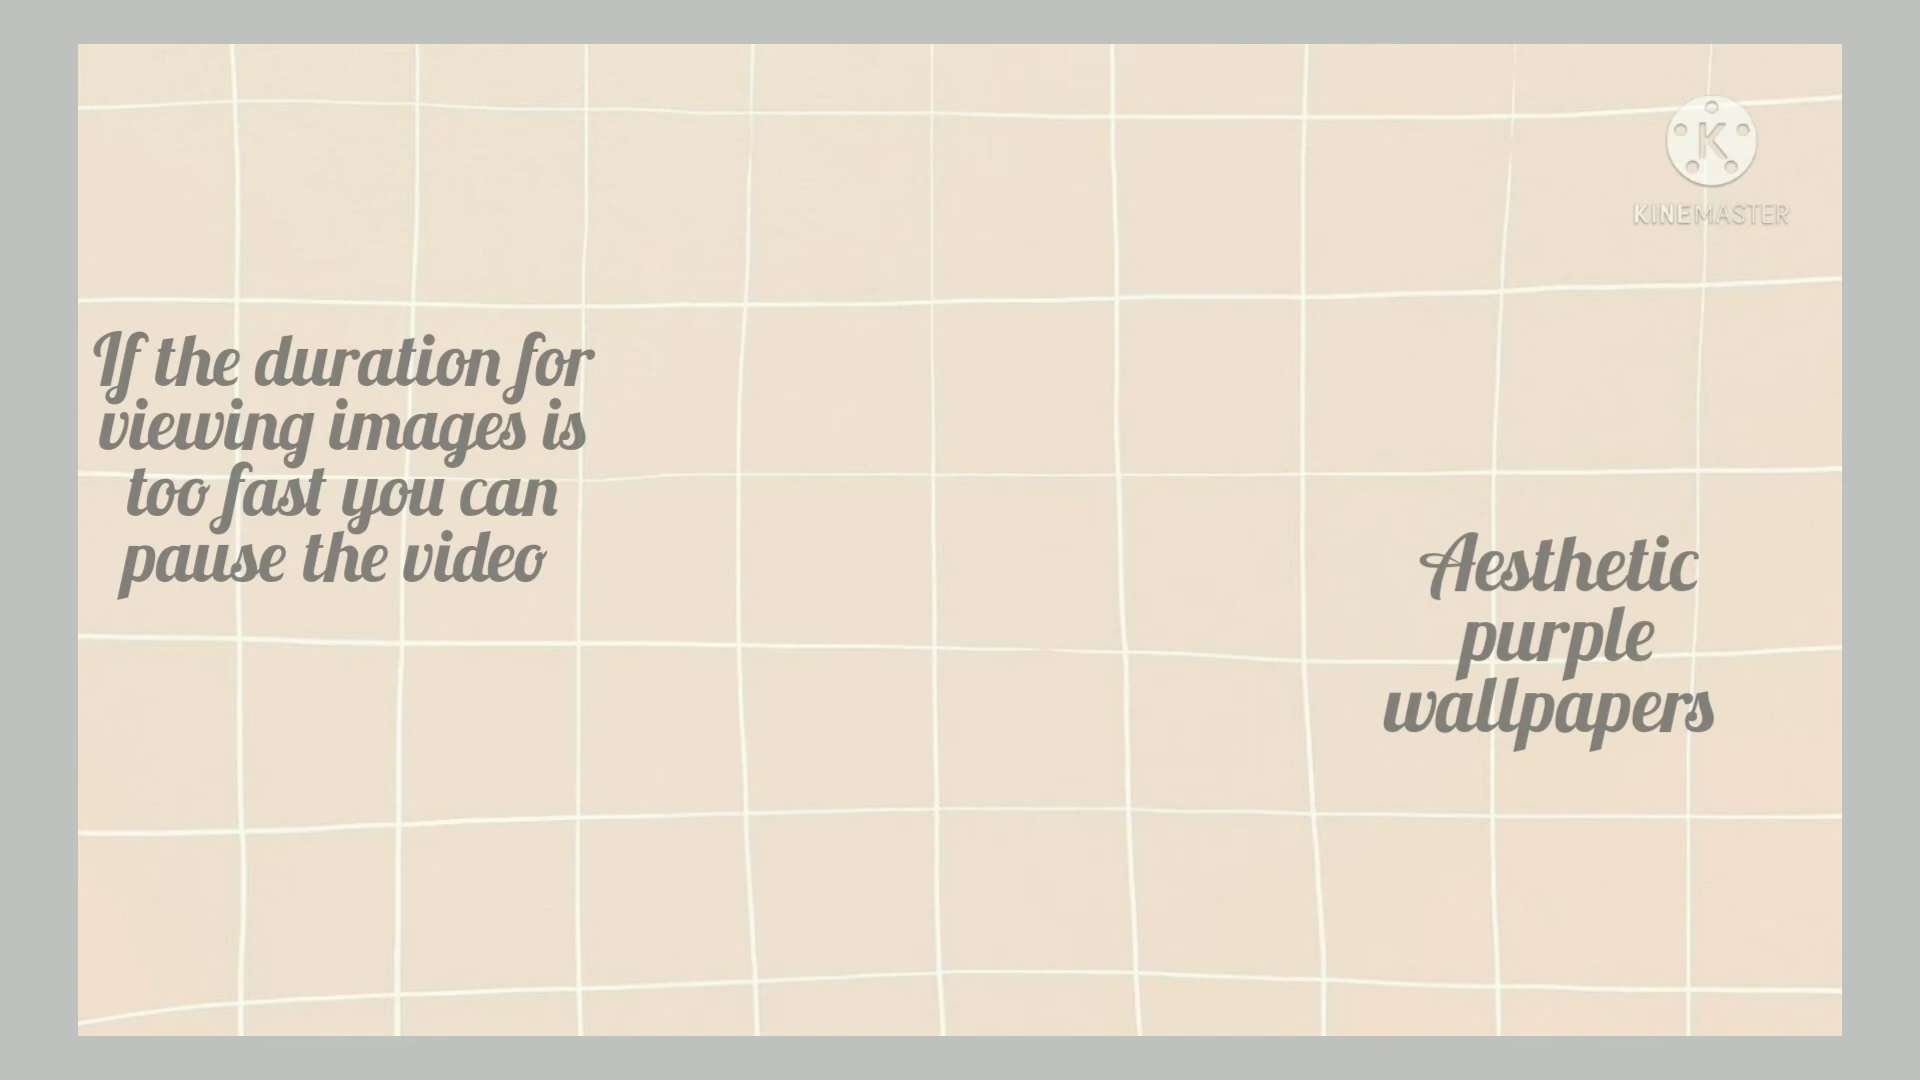 K
KINEMASTER
If the duration for
viewing images is
too fast you can
pause the video
Aesthetic
purple
wallpapers